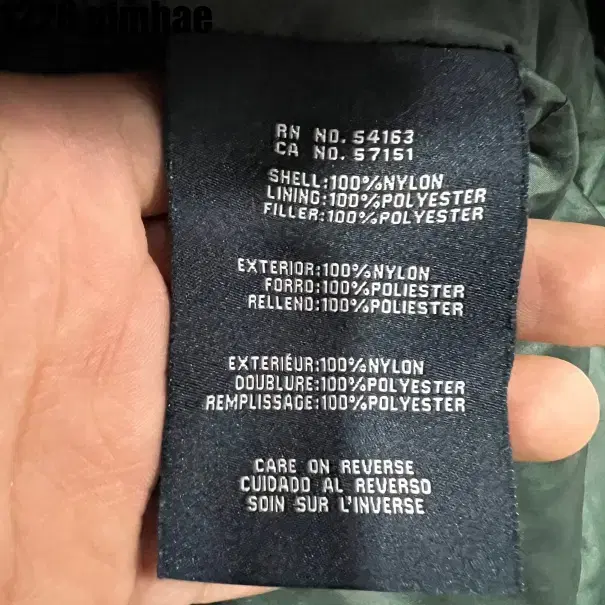 RN NO. 54163
CA NO. 57151
SHELL:100%NYLON
LINING:100%POLYESTER
FILLER:100%POLYESTER
EXTERIOR:100%NYLON
FORRO:100%POLIESTER
RELLENO:100%POLIESTER
EXTERIÉUR:100%NYLON
DOUBLURE:100%POLYESTER
REMPLISSAGE:100%POLYESTER
CARE ON REVERSE
CUIDADO AL REVERSO
SOIN SUR L'INVERSE